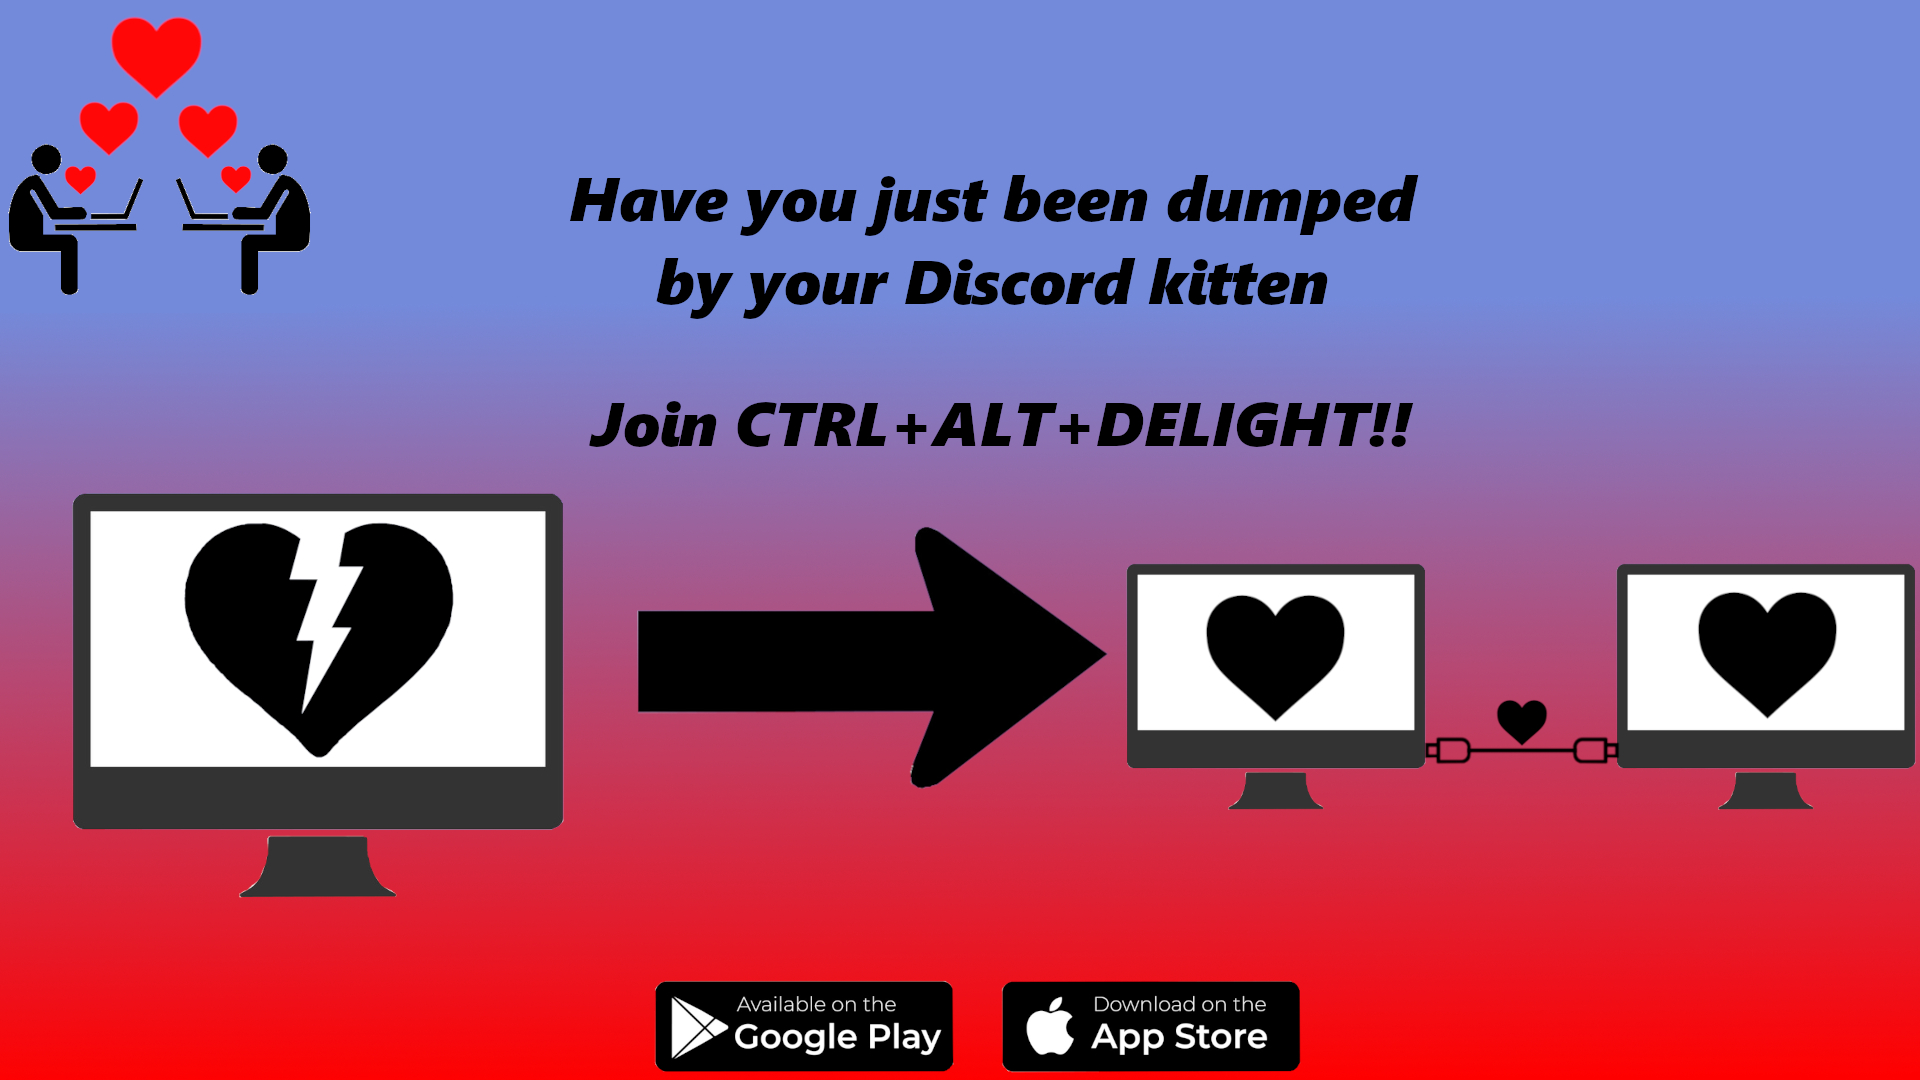 Have you just been dumped
by your Discord kitten
Join CTRL+ALT+DELIGHT!!
Available on the
Google Play
Download on the
App Store